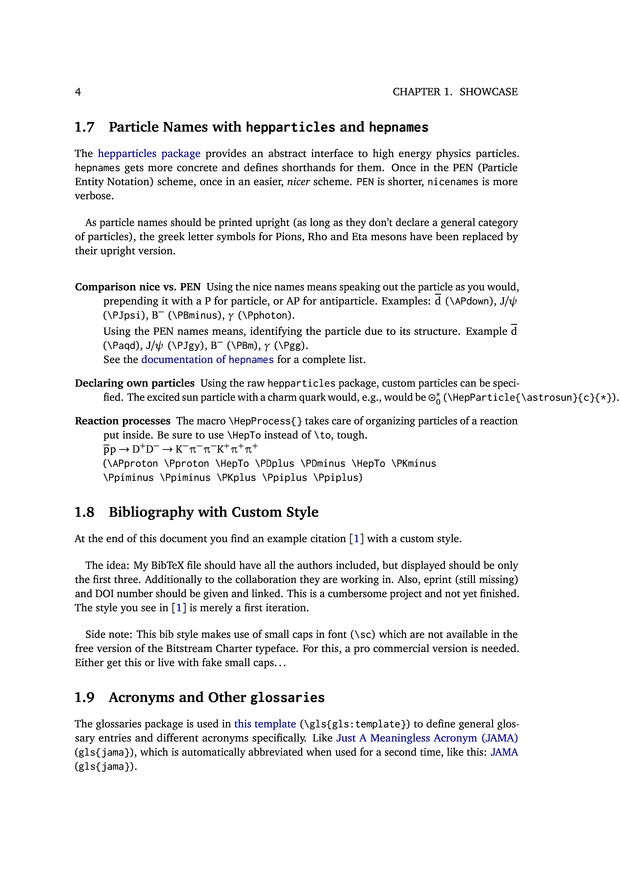 4 CHAPTER 1. SHOWCASE
1.7 Particle Names with hepparticles and hepnames
The hepparticles package provides an abstract interface to high energy physics particles.
hepnames gets more concrete and defines shorthands for them. Once in the PEN (Particle
Entity Notation) scheme, once in an easier, nicer scheme. PEN is shorter, nicenames is more
verbose.
As particle names should be printed upright (as long as they don't declare a general category
of particles), the greek letter symbols for Pions, Rho and Eta mesons have been replaced by
their upright version.
Comparison nice vs. PEN Using the nice names means speaking out the particle as you would,
prepending it with a P for particle, or AP for antiparticle. Examples: d̅ (\APdown), J/ψ
(\PJpsi), B⁻ (\PBminus), γ (\Pphoton).
Using the PEN names means, identifying the particle due to its structure. Example d̅
(\Paqd), J/ψ (\PJgy), B⁻ (\PBm), γ (\Pgg).
See the documentation of hepnames for a complete list.
Declaring own particles Using the raw hepparticles package, custom particles can be speci-
fied. The excited sun particle with a charm quark would, e.g., would be ⊙₀* (\HepParticle{\astrosun}{c}{*}).
Reaction processes The macro \HepProcess{} takes care of organizing particles of a reaction
put inside. Be sure to use \HepTo instead of \to, tough.
p̅p → D⁺D⁻ → K⁻π⁻π⁻K⁺π⁺π⁺
(\APproton \Pproton \HepTo \PDplus \PDminus \HepTo \PKminus
\Ppiminus \Ppiminus \PKplus \Ppiplus \Ppiplus)
1.8 Bibliography with Custom Style
At the end of this document you find an example citation [1] with a custom style.
The idea: My BibTeX file should have all the authors included, but displayed should be only
the first three. Additionally to the collaboration they are working in. Also, eprint (still missing)
and DOI number should be given and linked. This is a cumbersome project and not yet finished.
The style you see in [1] is merely a first iteration.
Side note: This bib style makes use of small caps in font (\sc) which are not available in the
free version of the Bitstream Charter typeface. For this, a pro commercial version is needed.
Either get this or live with fake small caps...
1.9 Acronyms and Other glossaries
The glossaries package is used in this template (\gls{gls:template}) to define general glos-
sary entries and different acronyms specifically. Like Just A Meaningless Acronym (JAMA)
(gls{jama}), which is automatically abbreviated when used for a second time, like this: JAMA
(gls{jama}).